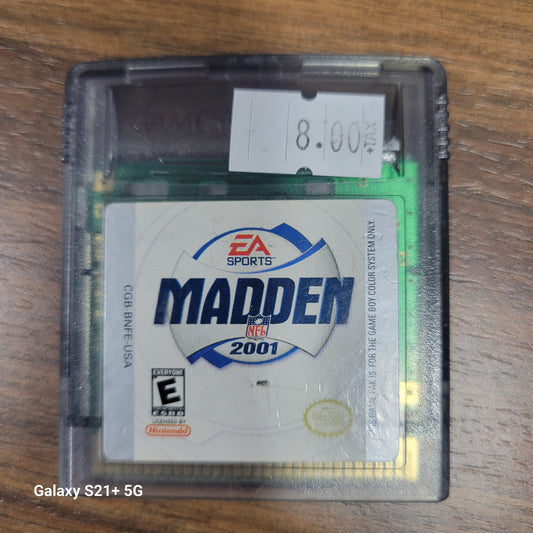 8.00
+TAX
EA
SPORTS™
MADDEN
NFL
2001
CGB-BNFE-USA
THIS GAME PAK IS FOR THE GAME BOY COLOR SYSTEM ONLY.
EVERYONE
E
ESRB
LICENSED BY
Nintendo
Galaxy S21+ 5G